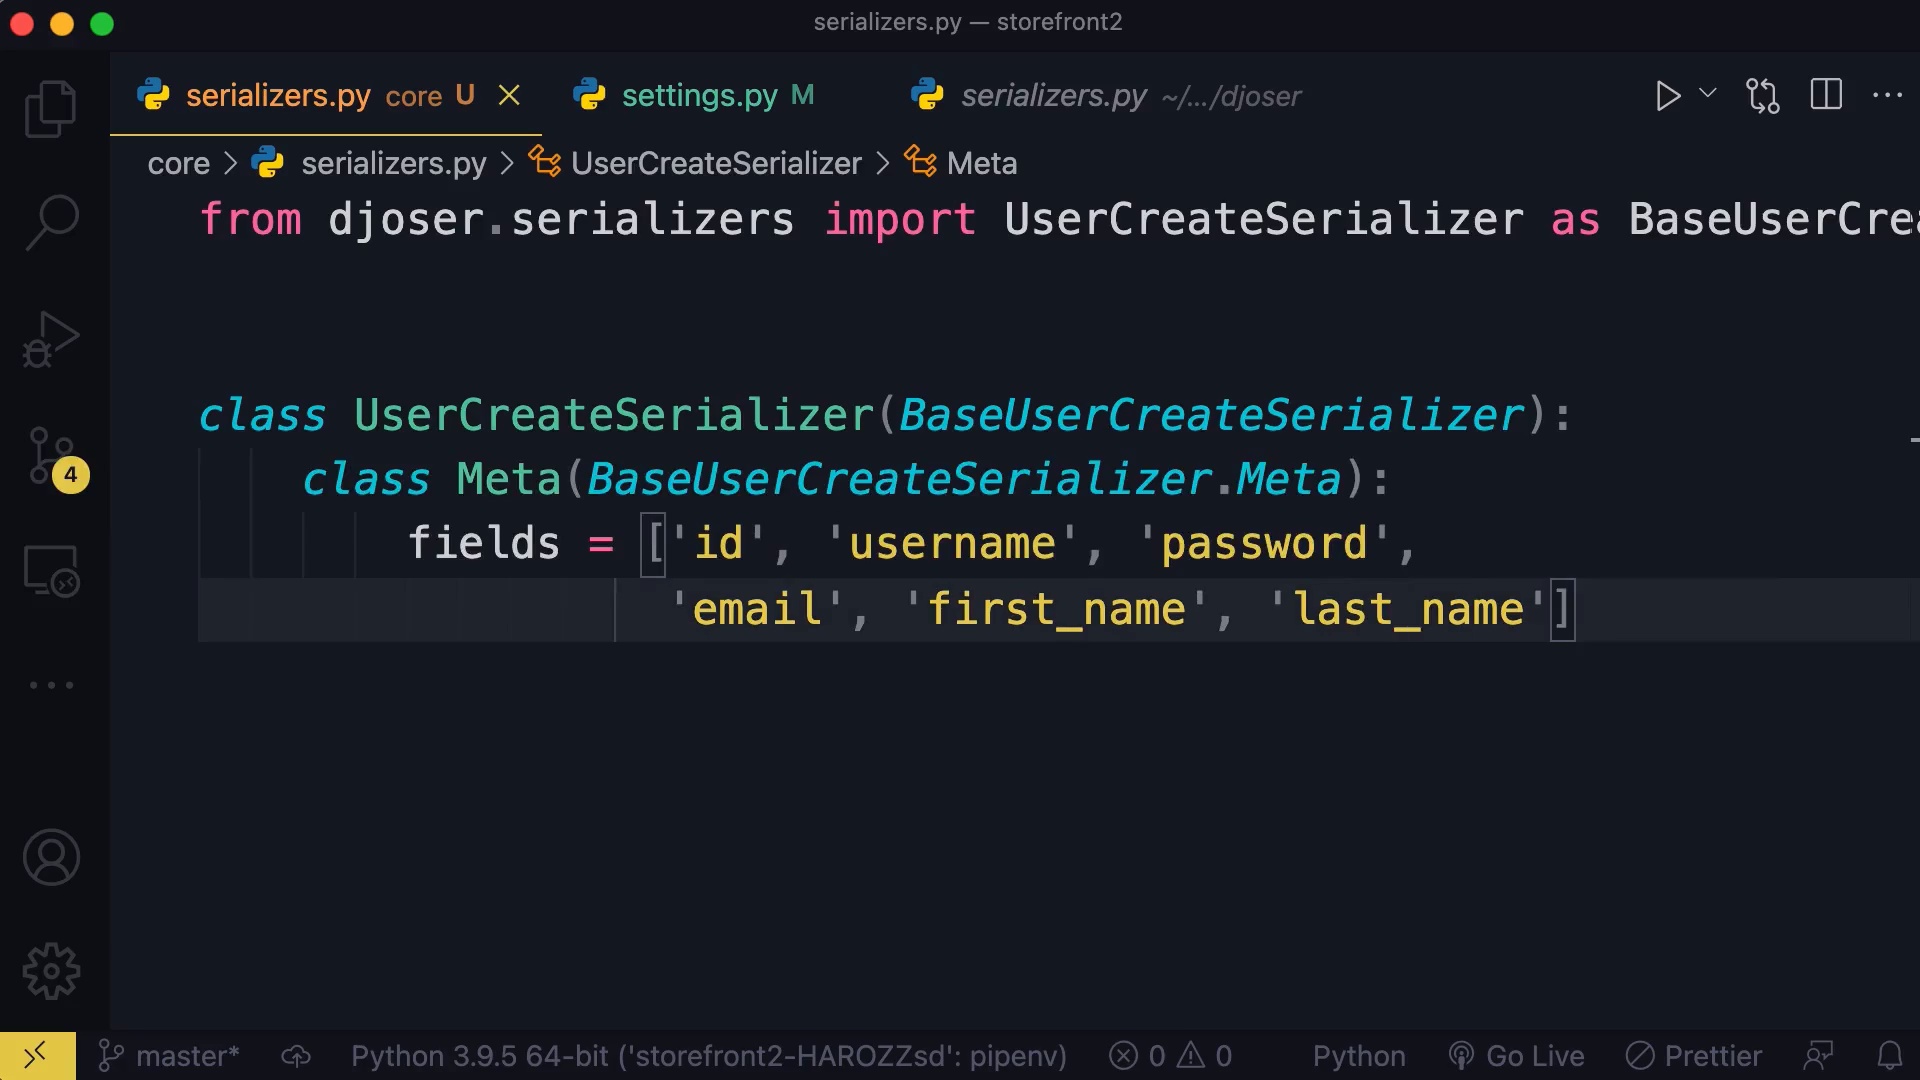 serializers.py — storefront2
serializers.py core U settings.py M serializers.py ~/.../djoser
core > serializers.py > UserCreateSerializer > Meta
from djoser.serializers import UserCreateSerializer as BaseUserCrea
class UserCreateSerializer(BaseUserCreateSerializer):
class Meta(BaseUserCreateSerializer.Meta):
fields = ['id', 'username', 'password',
'email', 'first_name', 'last_name']
4
master* Python 3.9.5 64-bit ('storefront2-HAROZZsd': pipenv) 0 0 Python Go Live Prettier